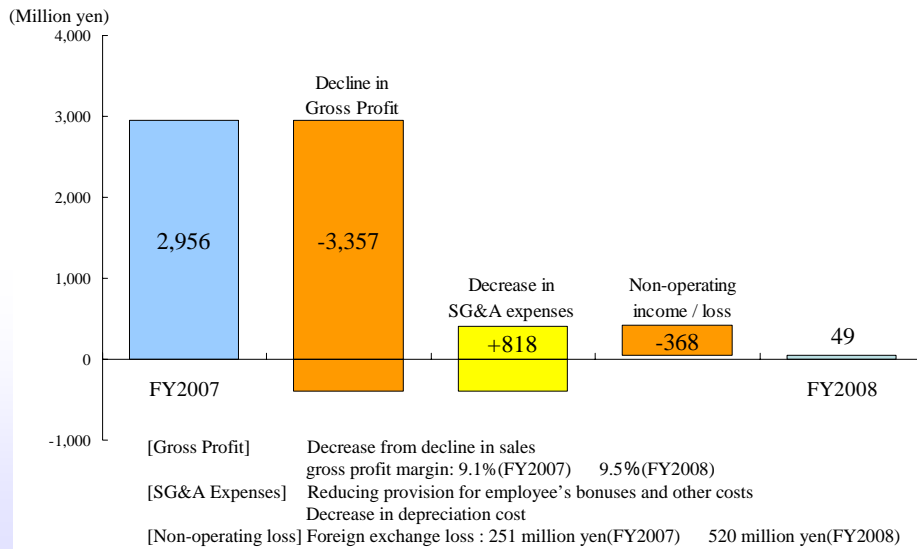 (Million yen)
4,000
3,000
2,000
1,000
0
-1,000
Decline in
Gross Profit
Decrease in
SG&A expenses
Non-operating
income / loss
2,956
-3,357
+818
-368
49
FY2007
FY2008
[Gross Profit] Decrease from decline in sales
gross profit margin: 9.1%(FY2007) 9.5%(FY2008)
[SG&A Expenses] Reducing provision for employee's bonuses and other costs
Decrease in depreciation cost
[Non-operating loss] Foreign exchange loss : 251 million yen(FY2007) 520 million yen(FY2008)